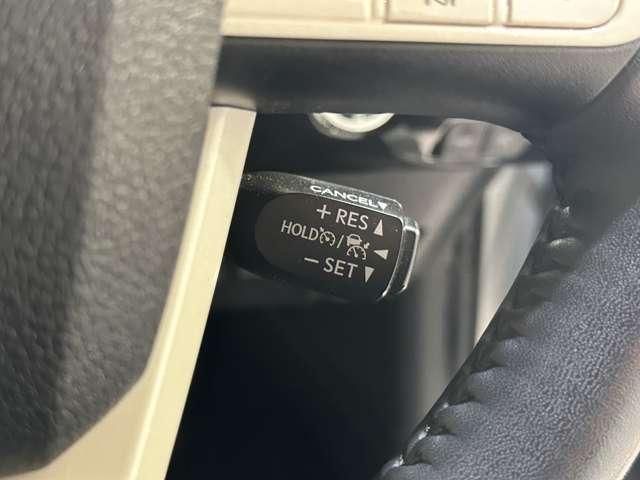 CANCEL▼
+ RES ▲
HOLD / ◀
− SET ▼